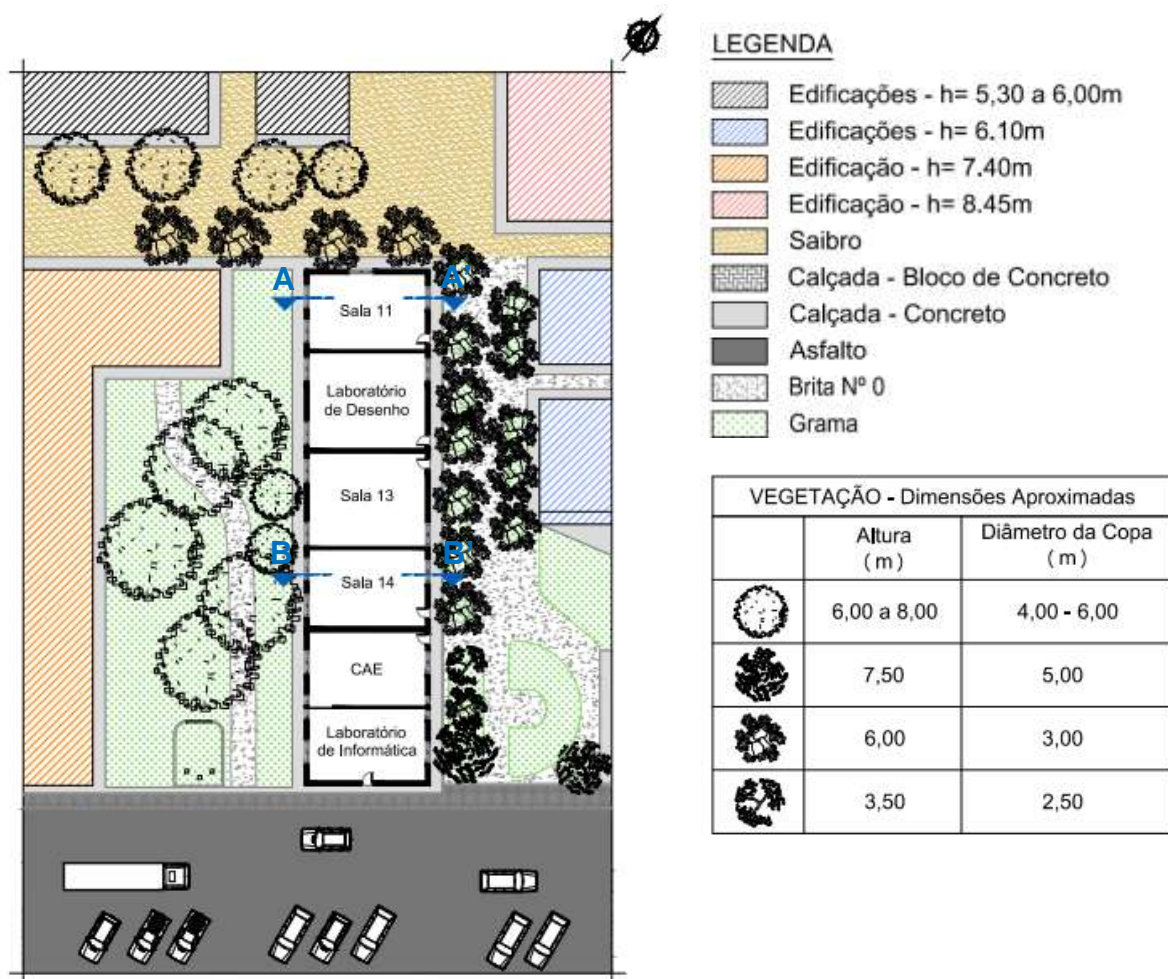 A
A'
Sala 11
Laboratório
de Desenho
Sala 13
B
B'
Sala 14
CAE
Laboratório
de Informática
LEGENDA
Edificações - h= 5,30 a 6,00m
Edificações - h= 6.10m
Edificação - h= 7.40m
Edificação - h= 8.45m
Saibro
Calçada - Bloco de Concreto
Calçada - Concreto
Asfalto
Brita Nº 0
Grama
VEGETAÇÃO - Dimensões Aproximadas
Altura
( m )
Diâmetro da Copa
( m )
6,00 a 8,00
4,00 - 6,00
7,50
5,00
6,00
3,00
3,50
2,50